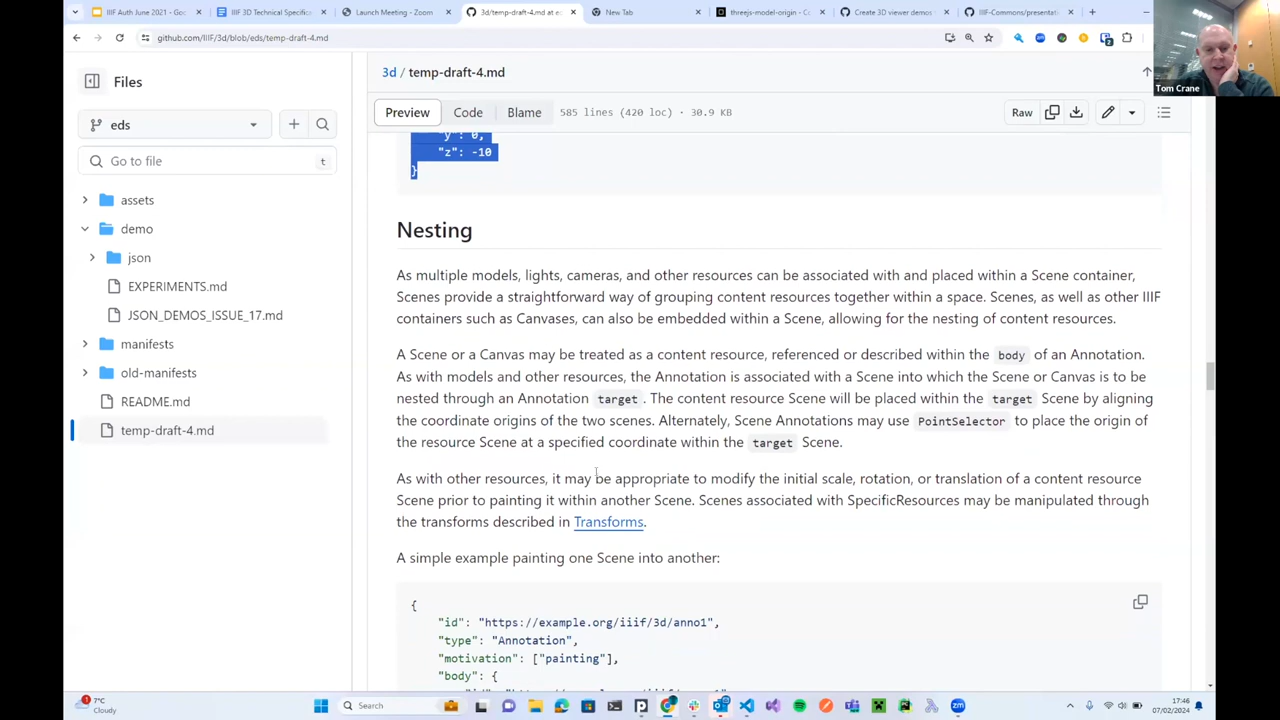 IIIF Auth June 2021 - Goo
IIIF 3D Technical Specific
Launch Meeting - Zoom
3d/temp-draft-4.md at ed
New Tab
threejs-model-origin - Co
Create 3D viewer demos
IIIF-Commons/presentati
github.com/IIIF/3d/blob/eds/temp-draft-4.md
Tom Crane
Files
3d / temp-draft-4.md
eds
Preview
Code
Blame
585 lines (420 loc) · 30.9 KB
Raw
Go to file
t
"y": 0,
"z": -10
}
assets
demo
json
EXPERIMENTS.md
JSON_DEMOS_ISSUE_17.md
manifests
old-manifests
README.md
temp-draft-4.md
Nesting
As multiple models, lights, cameras, and other resources can be associated with and placed within a Scene container,
Scenes provide a straightforward way of grouping content resources together within a space. Scenes, as well as other IIIF
containers such as Canvases, can also be embedded within a Scene, allowing for the nesting of content resources.
A Scene or a Canvas may be treated as a content resource, referenced or described within the body of an Annotation.
As with models and other resources, the Annotation is associated with a Scene into which the Scene or Canvas is to be
nested through an Annotation target. The content resource Scene will be placed within the target Scene by aligning
the coordinate origins of the two scenes. Alternately, Scene Annotations may use PointSelector to place the origin of
the resource Scene at a specified coordinate within the target Scene.
As with other resources, it may be appropriate to modify the initial scale, rotation, or translation of a content resource
Scene prior to painting it within another Scene. Scenes associated with SpecificResources may be manipulated through
the transforms described in Transforms.
A simple example painting one Scene into another:
{
"id": "https://example.org/iiif/3d/anno1",
"type": "Annotation",
"motivation": ["painting"],
"body": {
1
7°C
Cloudy
Search
17:46
07/02/2024